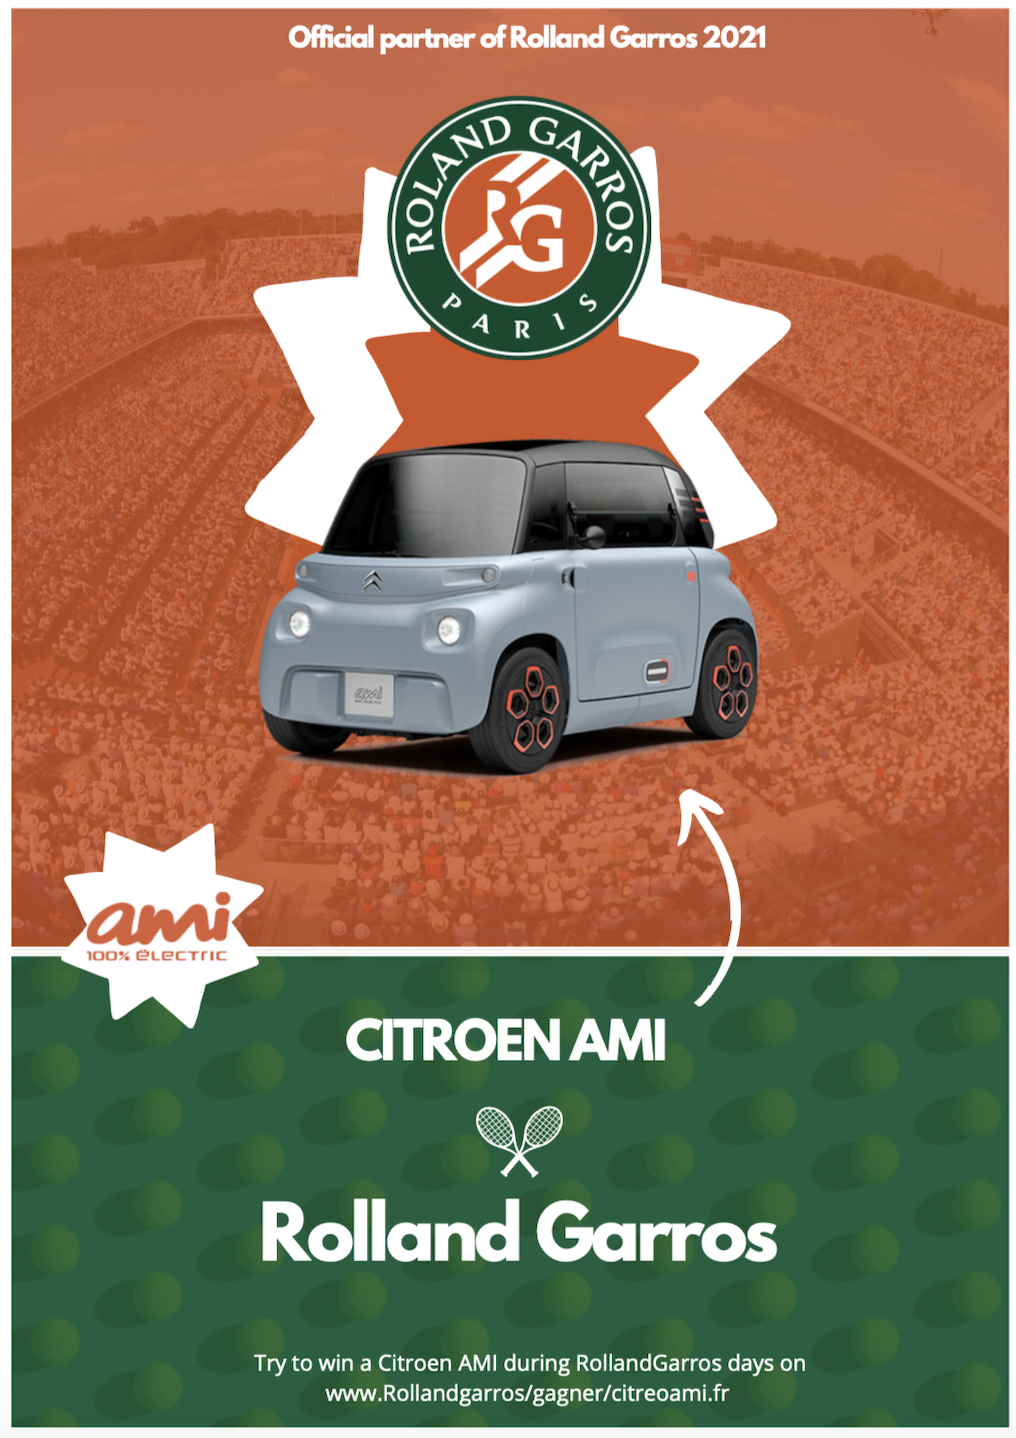 Official partner of Rolland Garros 2021
ROLAND GARROS
RG
PARIS
ami
ami
100% ëLeCTRIC
CITROEN AMI
Rolland Garros
Try to win a Citroen AMI during RollandGarros days on
www.Rollandgarros/gagner/citreoami.fr